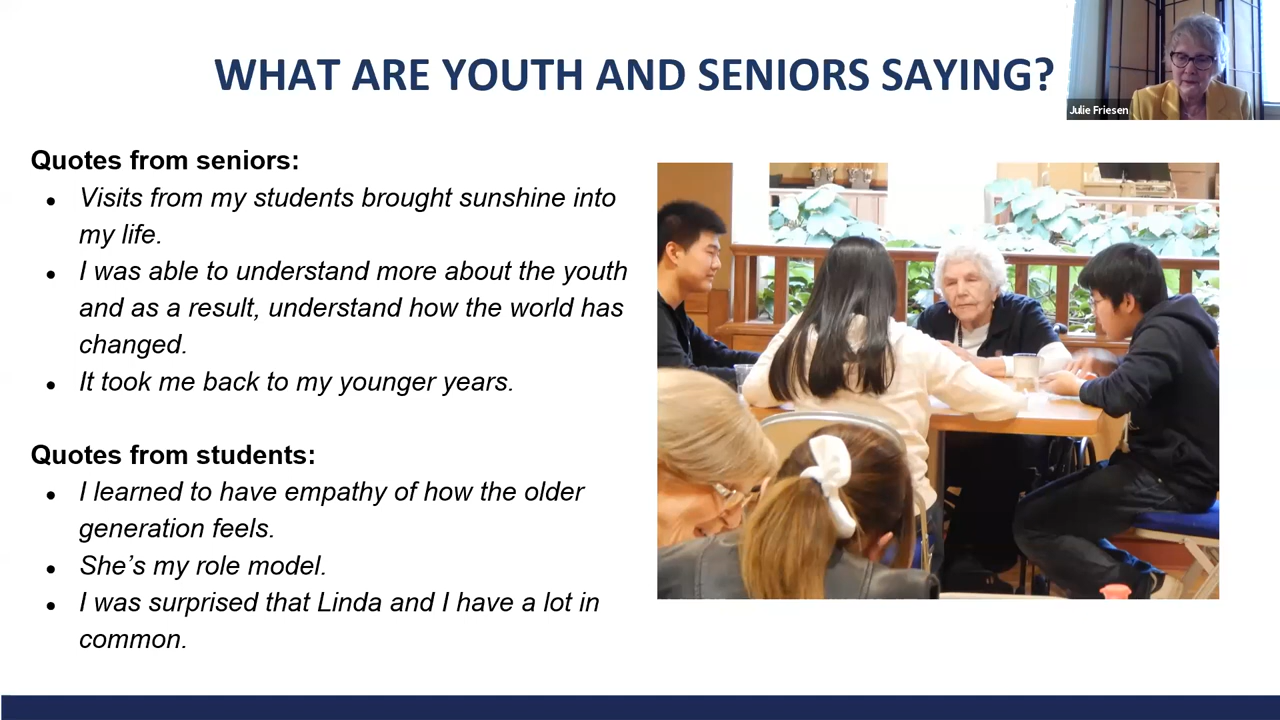 WHAT ARE YOUTH AND SENIORS SAYING?
Julie Friesen
Quotes from seniors:
• Visits from my students brought sunshine into
my life.
• I was able to understand more about the youth
and as a result, understand how the world has
changed.
• It took me back to my younger years.
Quotes from students:
• I learned to have empathy of how the older
generation feels.
• She’s my role model.
• I was surprised that Linda and I have a lot in
common.